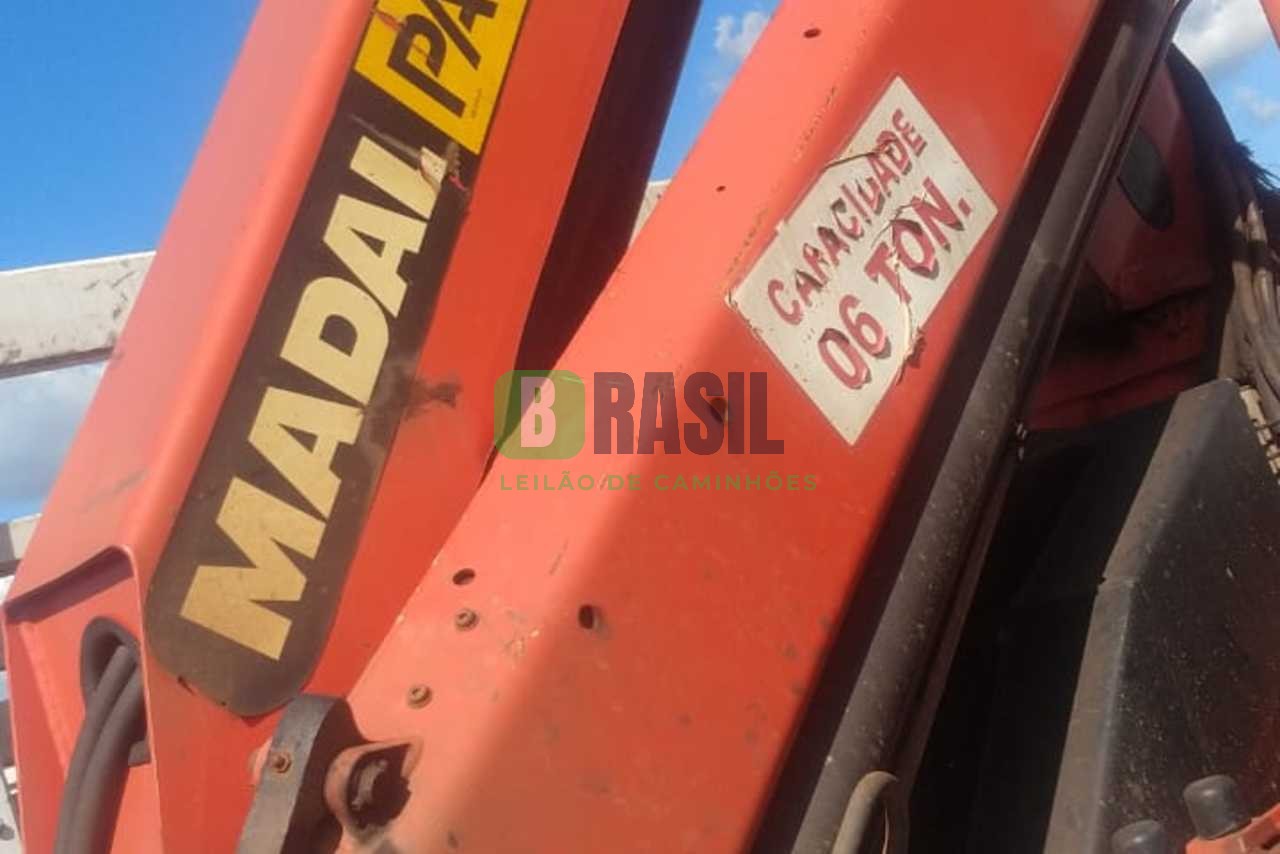 PA
MADAL
CAPACIDADE
06 TON.
BRASIL
LEILÃO DE CAMINHÕES